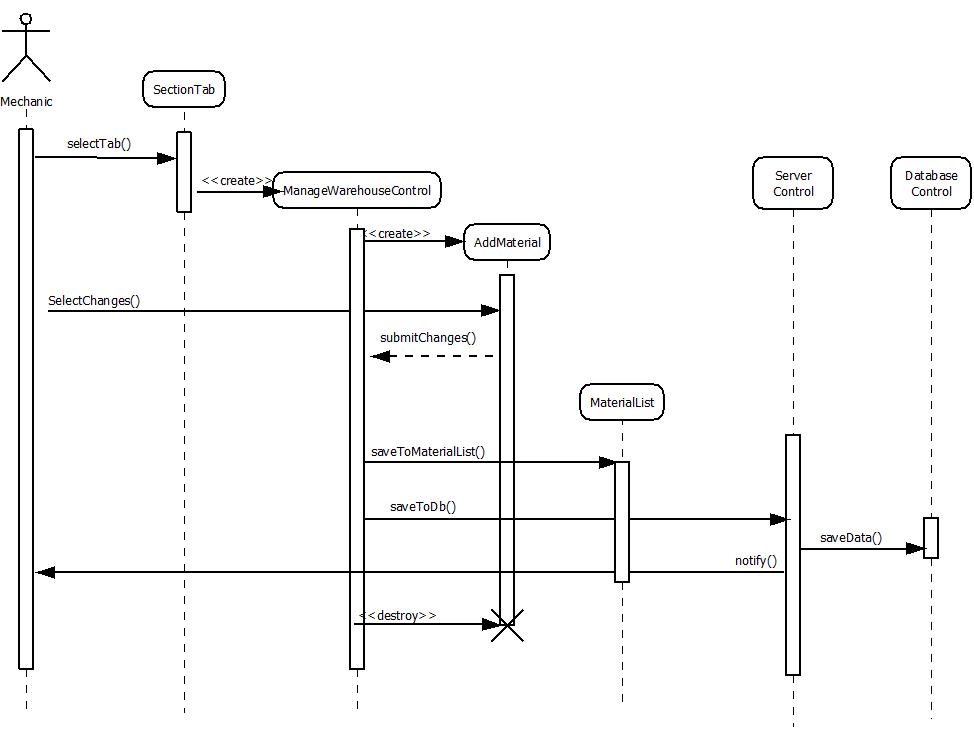 Mechanic
SectionTab
selectTab()
<<create>>
ManageWarehouseControl
Server
Control
Database
Control
<<create>>
AddMaterial
SelectChanges()
submitChanges()
MaterialList
saveToMaterialList()
saveToDb()
saveData()
notify()
<<destroy>>